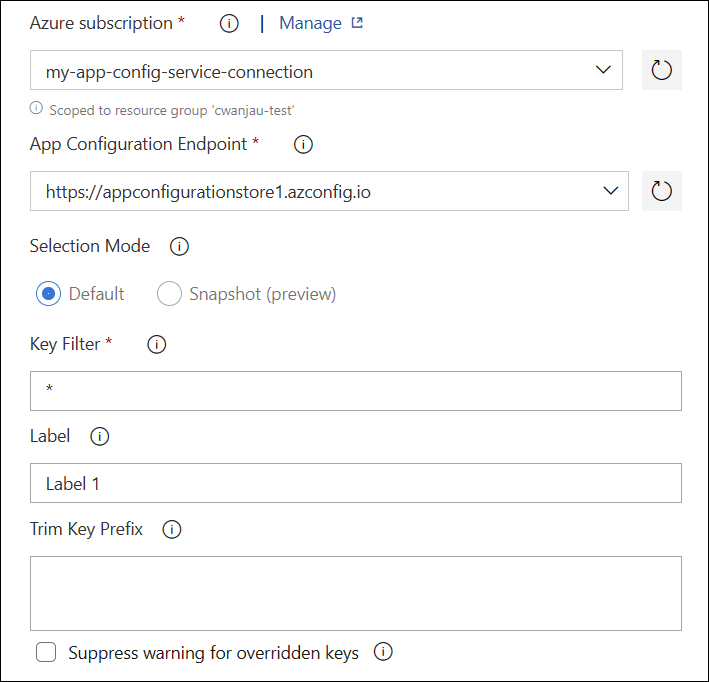 Azure subscription * | Manage
my-app-config-service-connection
Scoped to resource group 'cwanjau-test'
App Configuration Endpoint *
https://appconfigurationstore1.azconfig.io
Selection Mode
Default Snapshot (preview)
Key Filter *
*
Label
Label 1
Trim Key Prefix
Suppress warning for overridden keys